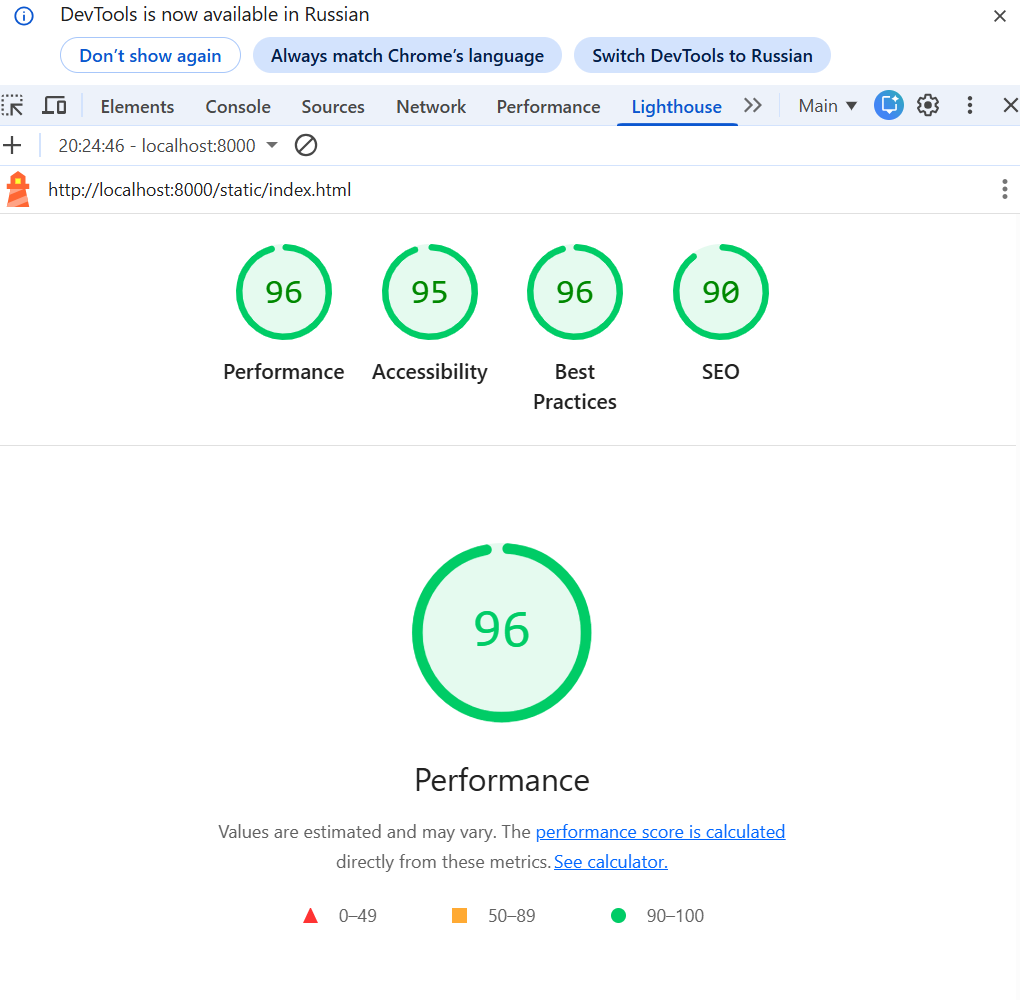 DevTools is now available in Russian
Don’t show again
Always match Chrome’s language
Switch DevTools to Russian
Elements
Console
Sources
Network
Performance
Lighthouse
Main
20:24:46 - localhost:8000
http://localhost:8000/static/index.html
96
95
96
90
Performance
Accessibility
Best
Practices
SEO
96
Performance
Values are estimated and may vary. The performance score is calculated
directly from these metrics. See calculator.
0–49
50–89
90–100